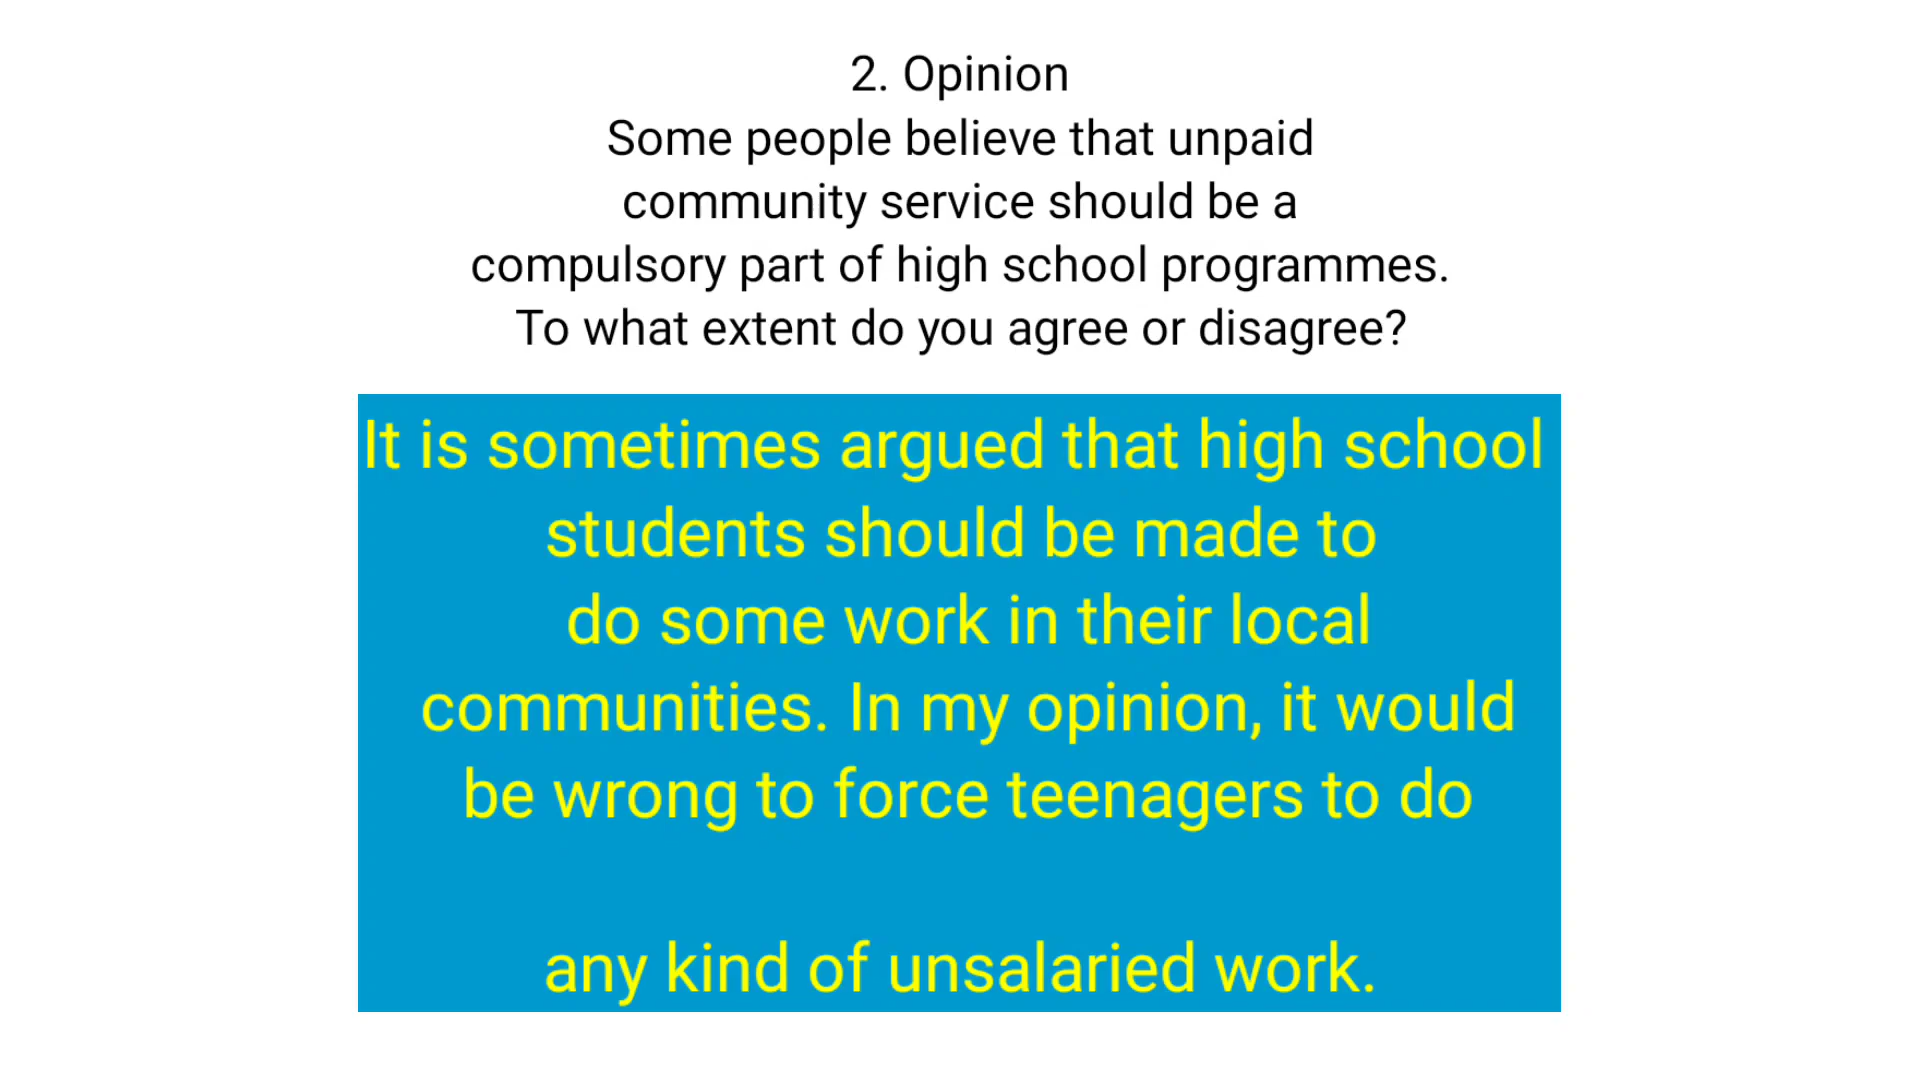 2. Opinion
Some people believe that unpaid
community service should be a
compulsory part of high school programmes.
To what extent do you agree or disagree?
It is sometimes argued that high school
students should be made to
do some work in their local
communities. In my opinion, it would
be wrong to force teenagers to do
any kind of unsalaried work.